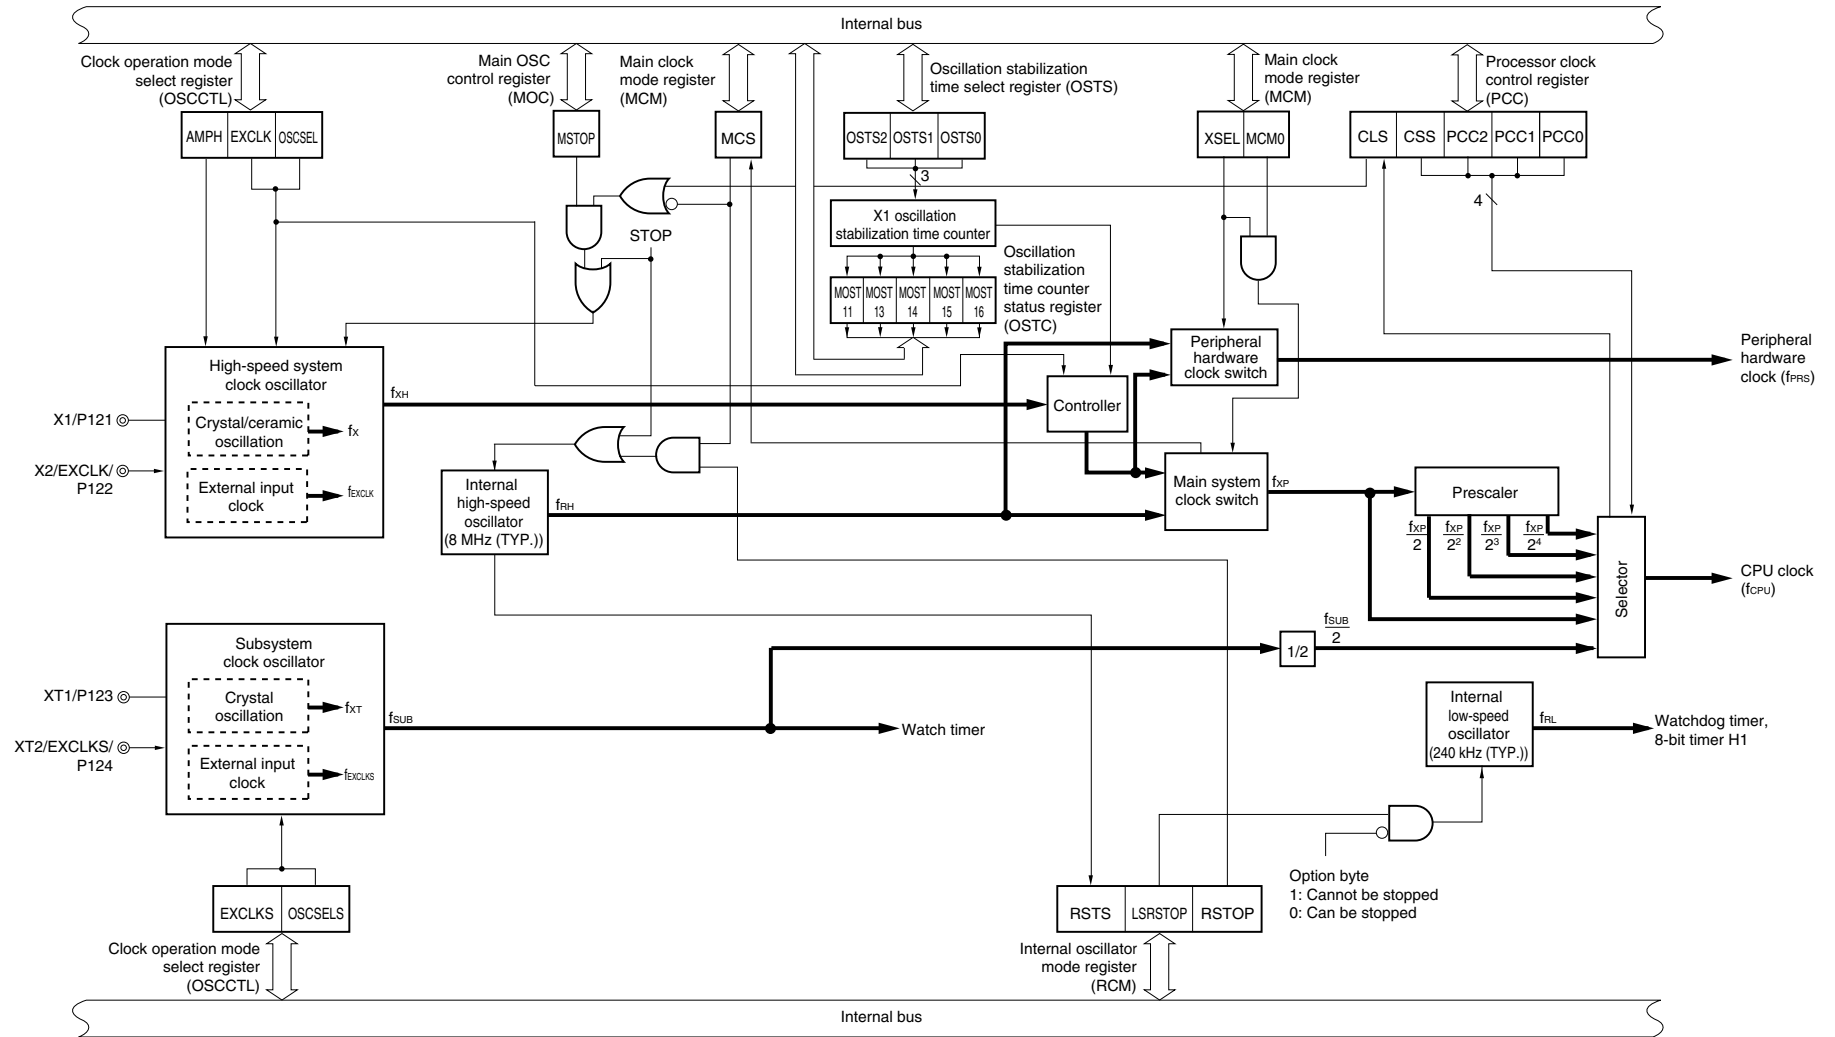 Internal bus
Clock operation mode
select register
(OSCCTL)
Main OSC
control register
(MOC)
Main clock
mode register
(MCM)
Oscillation stabilization
time select register (OSTS)
Main clock
mode register
(MCM)
Processor clock
control register
(PCC)
AMPH EXCLK OSCSEL
MSTOP
MCS
OSTS2 OSTS1 OSTS0
XSEL MCM0
CLS CSS PCC2 PCC1 PCC0
3
4
STOP
X1 oscillation
stabilization time counter
Oscillation
stabilization
time counter
status register
(OSTC)
MOST 11
MOST 13
MOST 14
MOST 15
MOST 16
High-speed system
clock oscillator
Crystal/ceramic
oscillation
fX
External input
clock
fEXCLK
X1/P121
X2/EXCLK/
P122
fXH
Controller
Peripheral
hardware
clock switch
Peripheral
hardware
clock (fPRS)
Internal
high-speed
oscillator
(8 MHz (TYP.))
fRH
Main system
clock switch
fXP
Prescaler
fXP/2
fXP/2²
fXP/2³
fXP/2⁴
Selector
CPU clock
(fCPU)
fSUB/2
1/2
Subsystem
clock oscillator
Crystal
oscillation
fXT
External input
clock
fEXCLKS
XT1/P123
XT2/EXCLKS/
P124
fSUB
Watch timer
Internal
low-speed
oscillator
(240 kHz (TYP.))
fRL
Watchdog timer,
8-bit timer H1
Option byte
1: Cannot be stopped
0: Can be stopped
EXCLKS OSCSELS
Clock operation mode
select register
(OSCCTL)
RSTS LSRSTOP RSTOP
Internal oscillator
mode register
(RCM)
Internal bus